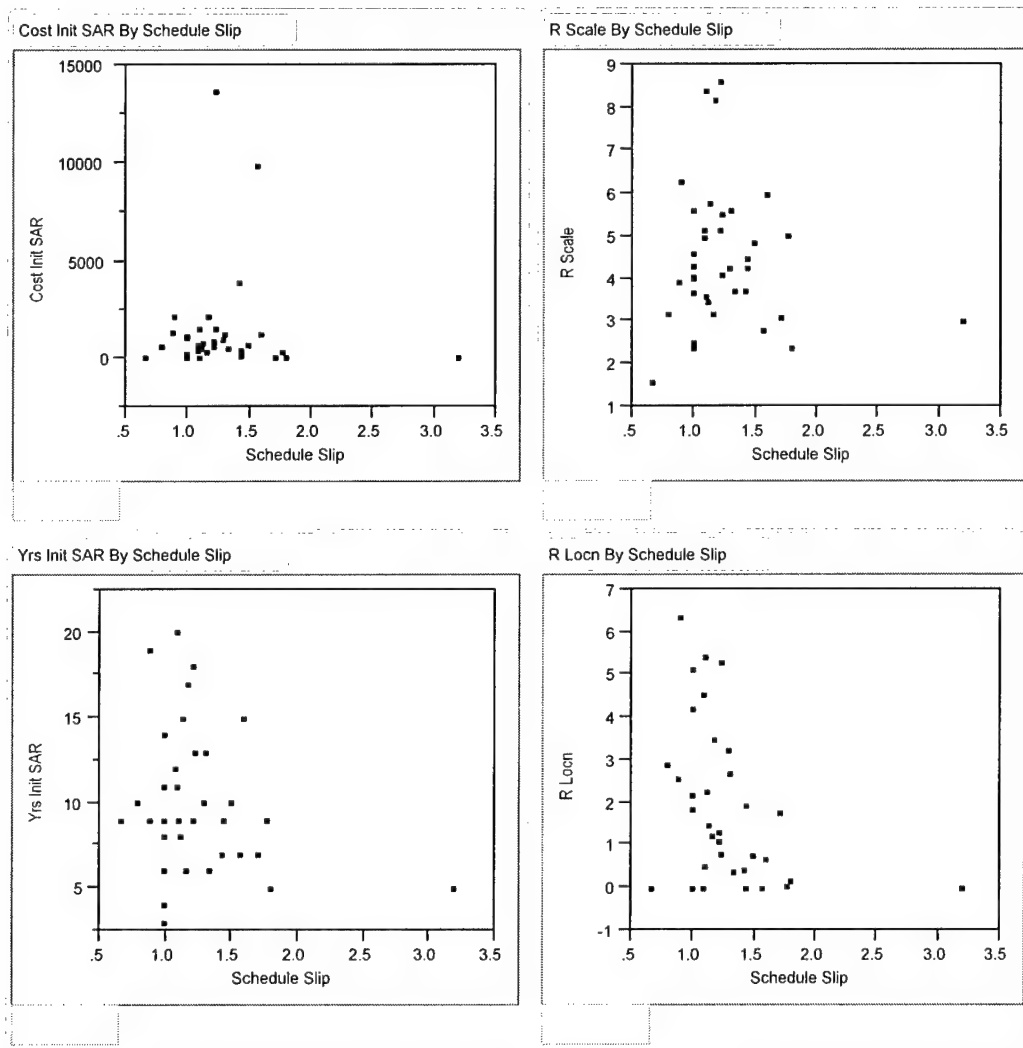 Cost Init SAR By Schedule Slip
15000
10000
5000
0
Cost Init SAR
.5 1.0 1.5 2.0 2.5 3.0 3.5
Schedule Slip
R Scale By Schedule Slip
9
8
7
6
5
4
3
2
1
R Scale
.5 1.0 1.5 2.0 2.5 3.0 3.5
Schedule Slip
Yrs Init SAR By Schedule Slip
20
15
10
5
Yrs Init SAR
.5 1.0 1.5 2.0 2.5 3.0 3.5
Schedule Slip
R Locn By Schedule Slip
7
6
5
4
3
2
1
0
-1
R Locn
.5 1.0 1.5 2.0 2.5 3.0 3.5
Schedule Slip